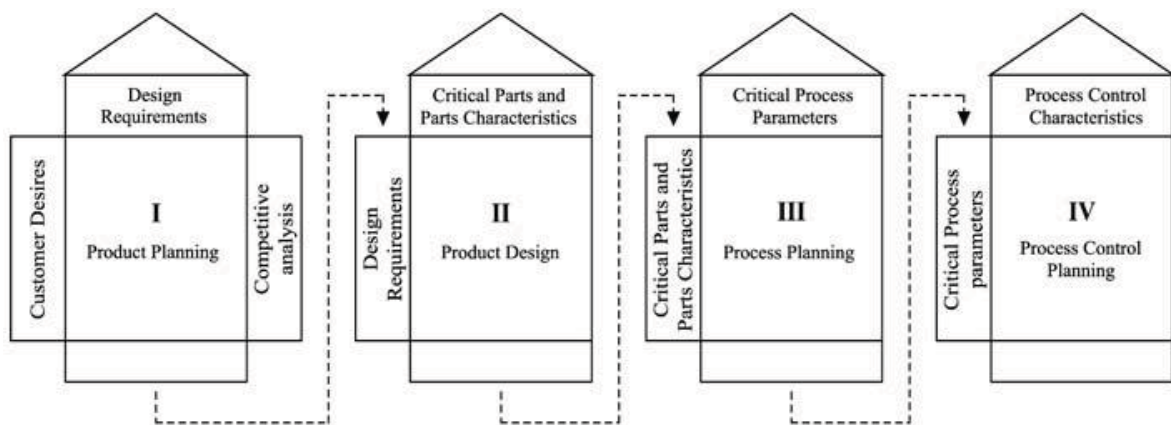 Design
Requirements
Customer Desires
I
Product Planning
Competitive
analysis
Critical Parts and
Parts Characteristics
Design
Requirements
II
Product Design
Critical Process
Parameters
Critical Parts and
Parts Characteristics
III
Process Planning
Process Control
Characteristics
Critical Process
parameters
IV
Process Control
Planning